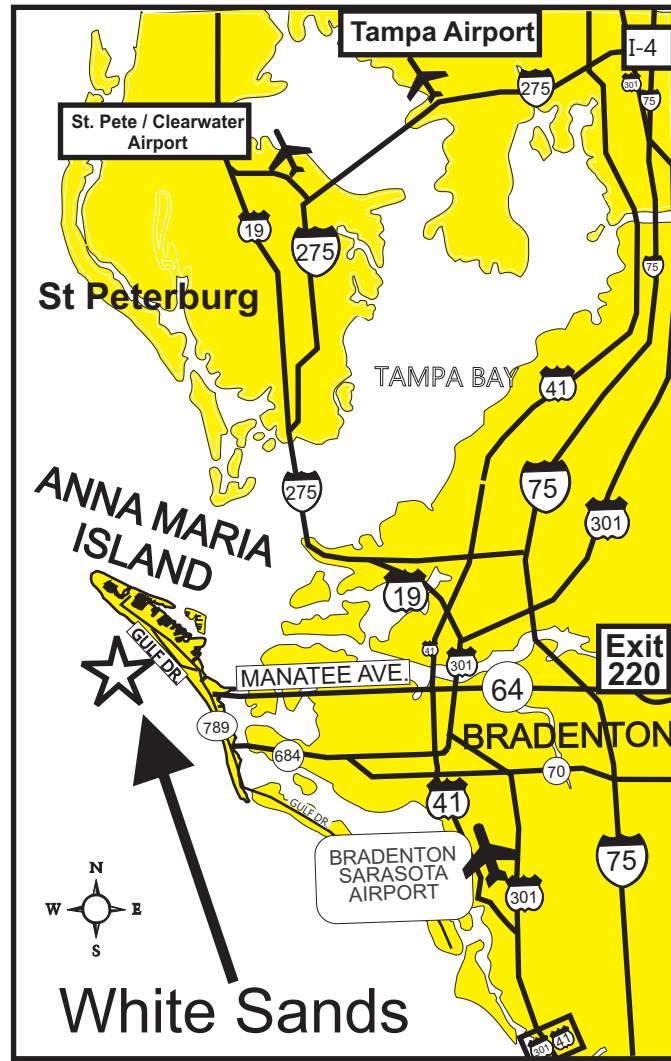 Tampa Airport
I-4
301
75
275
St. Pete / Clearwater
Airport
19
275
75
St Peterburg
TAMPA BAY
41
275
75
301
ANNA MARIA
ISLAND
19
GULF DR.
41
301
Exit
220
MANATEE AVE.
64
789
684
BRADENTON
70
GULF DR
41
BRADENTON
SARASOTA
AIRPORT
75
301
N
W
E
S
White Sands
301
41